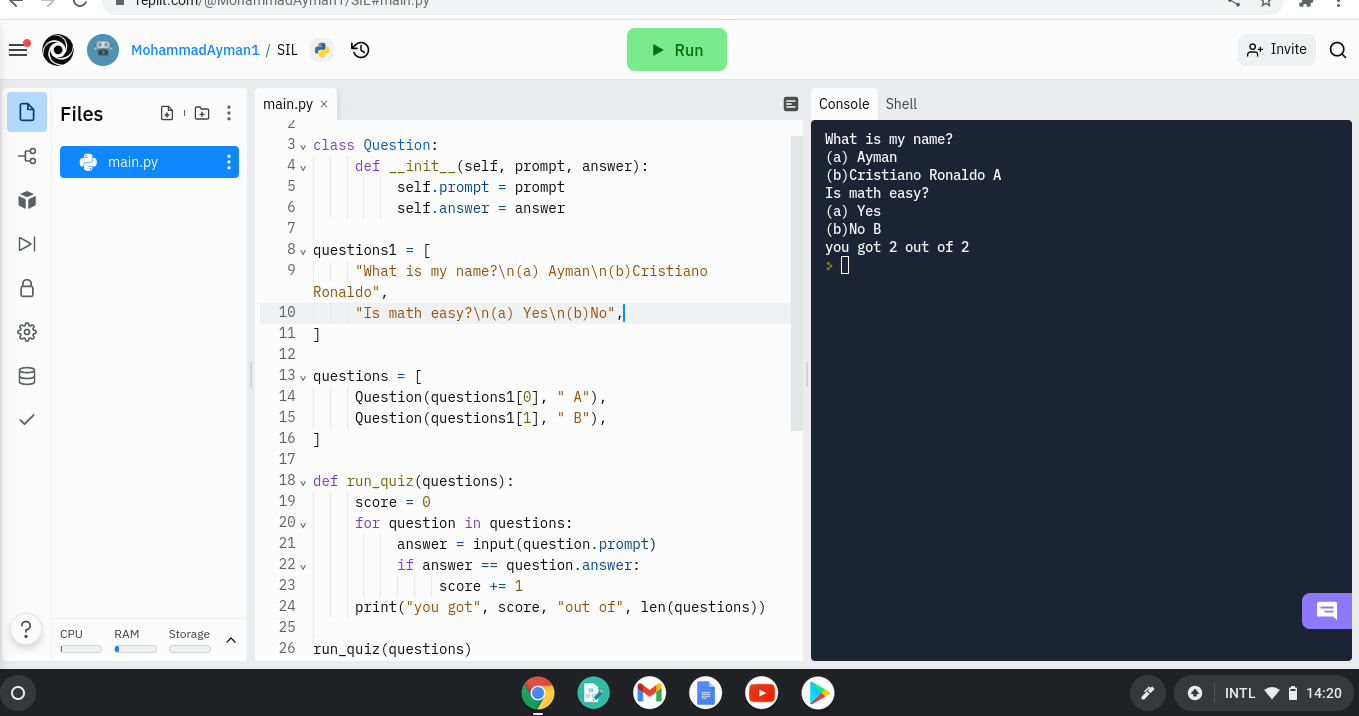 replit.com/@MohammadAyman1/SIL#main.py
MohammadAyman1 / SIL
Run
Invite
Files
main.py
CPU
RAM
Storage
?
main.py ×
2
3 class Question:
4 def __init__(self, prompt, answer):
5 self.prompt = prompt
6 self.answer = answer
7
8 questions1 = [
9 "What is my name?\n(a) Ayman\n(b)Cristiano
Ronaldo",
10 "Is math easy?\n(a) Yes\n(b)No",
11 ]
12
13 questions = [
14 Question(questions1[0], " A"),
15 Question(questions1[1], " B"),
16 ]
17
18 def run_quiz(questions):
19 score = 0
20 for question in questions:
21 answer = input(question.prompt)
22 if answer == question.answer:
23 score += 1
24 print("you got", score, "out of", len(questions))
25
26 run_quiz(questions)
Console Shell
What is my name?
(a) Ayman
(b)Cristiano Ronaldo A
Is math easy?
(a) Yes
(b)No B
you got 2 out of 2
INTL 14:20